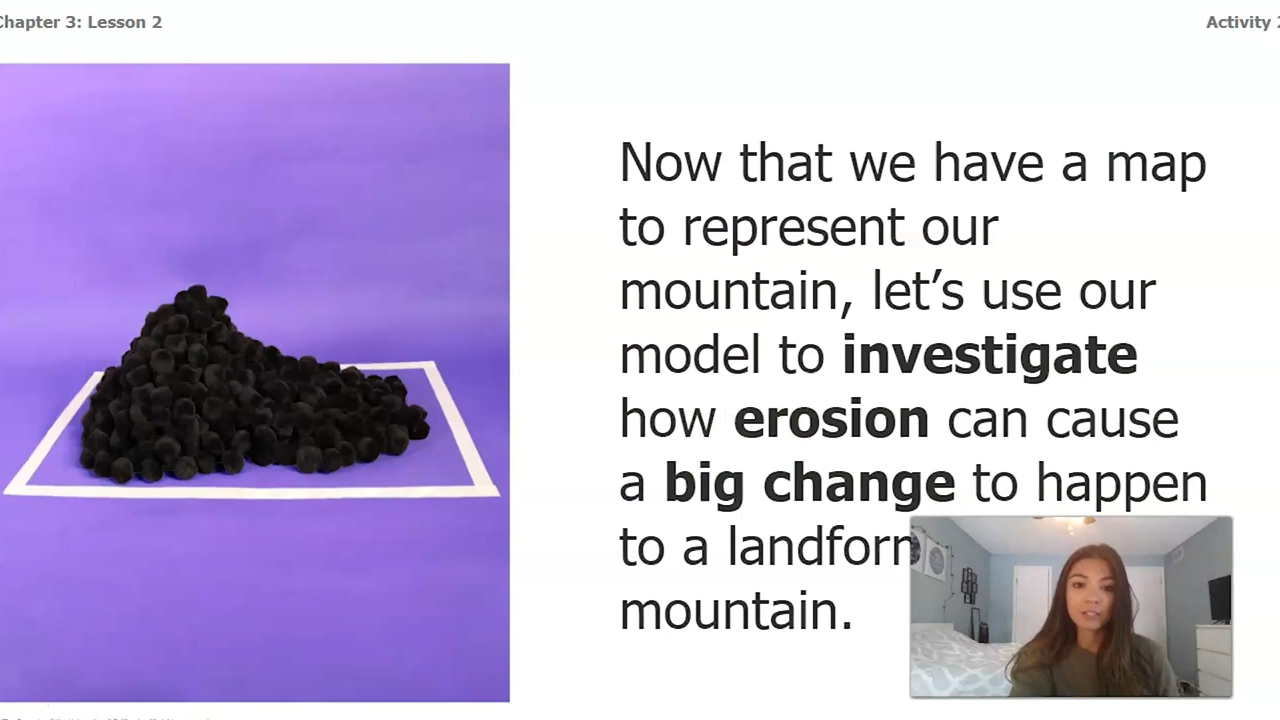 Chapter 3: Lesson 2
Activity 2
Now that we have a map
to represent our
mountain, let’s use our
model to investigate
how erosion can cause
a big change to happen
to a landform
mountain.